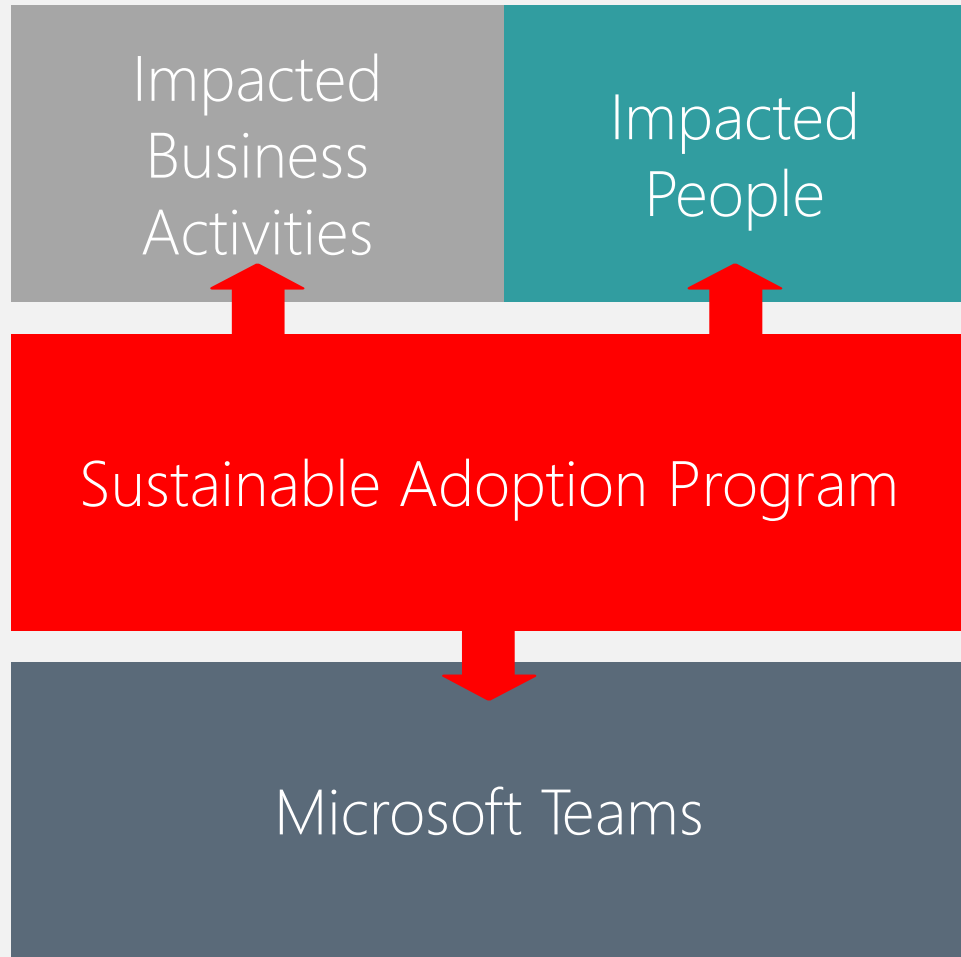 Impacted
Business
Activities
Impacted
People
Sustainable Adoption Program
Microsoft Teams